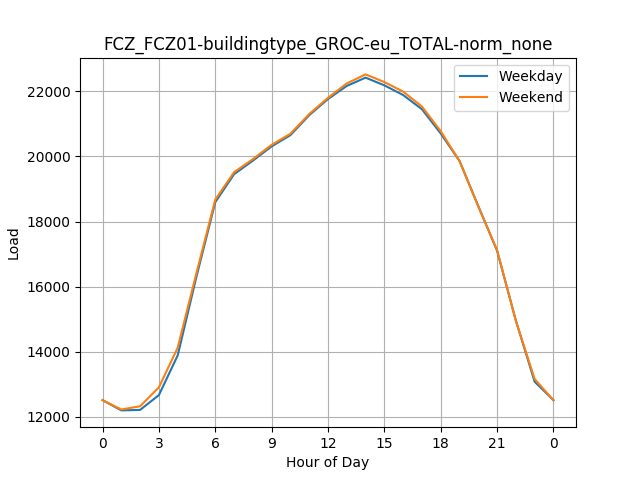 FCZ_FCZ01-buildingtype_GROC-eu_TOTAL-norm_none
Weekday
Weekend
22000
20000
18000
16000
14000
12000
Load
0 3 6 9 12 15 18 21 0
Hour of Day